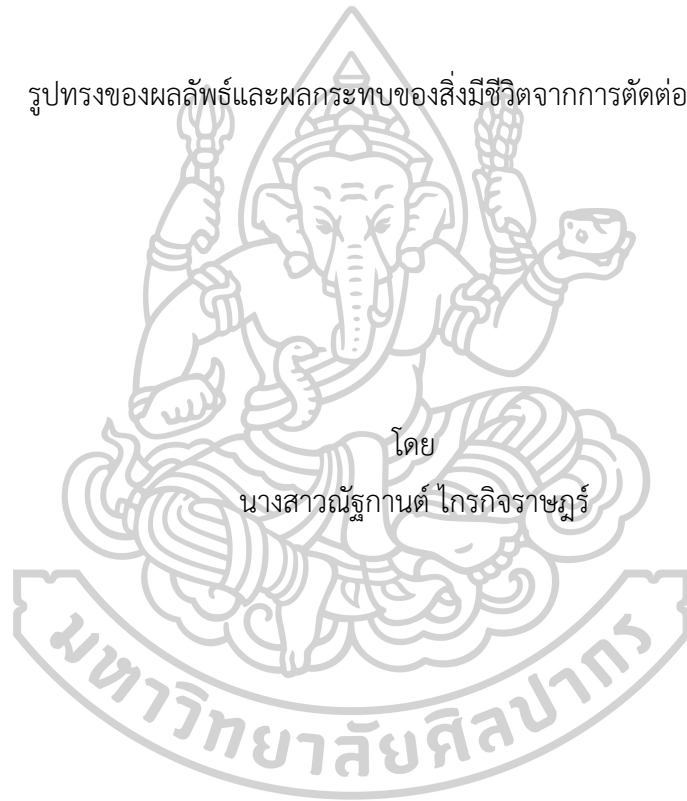 รูปทรงของผลลัพธ์และผลกระทบของสิ่งมีชีวิตจากการตัดต่อ
โดย
นางสาวณัฐกานต์ ไกรกิจราษฎร์
มหาวิทยาลัยศิลปากร